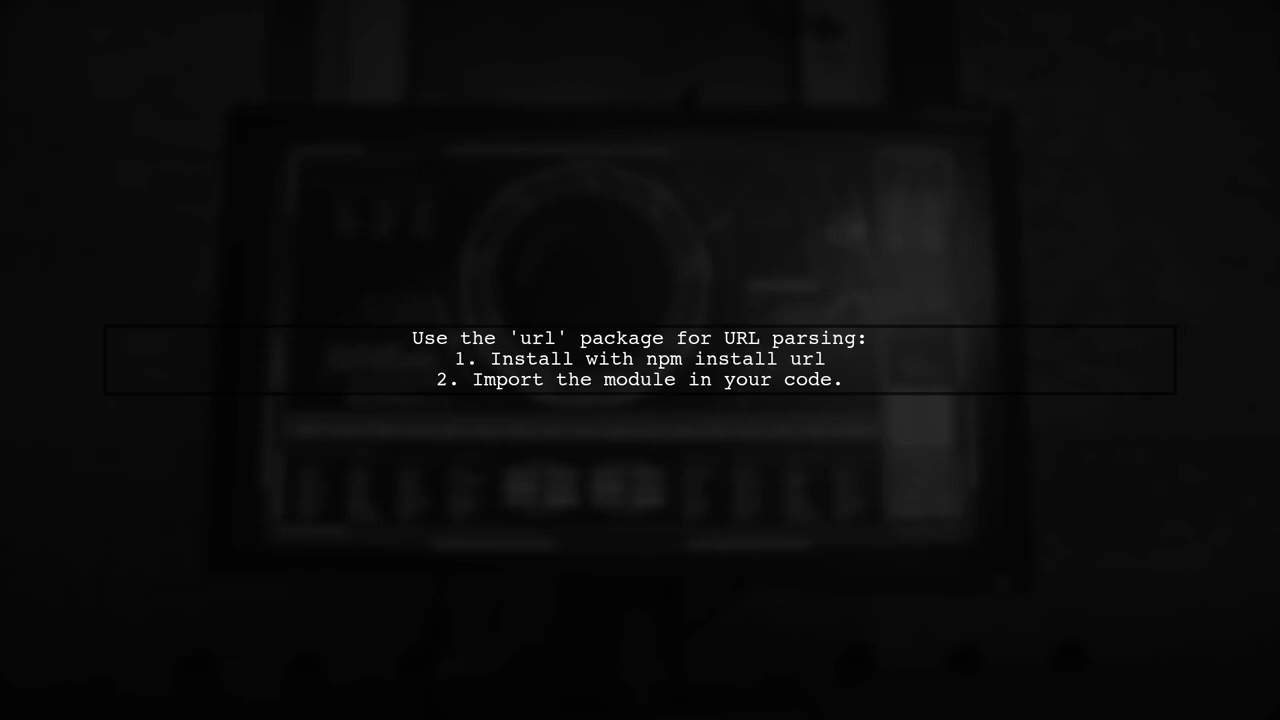 Use the 'url' package for URL parsing:
1. Install with npm install url
2. Import the module in your code.